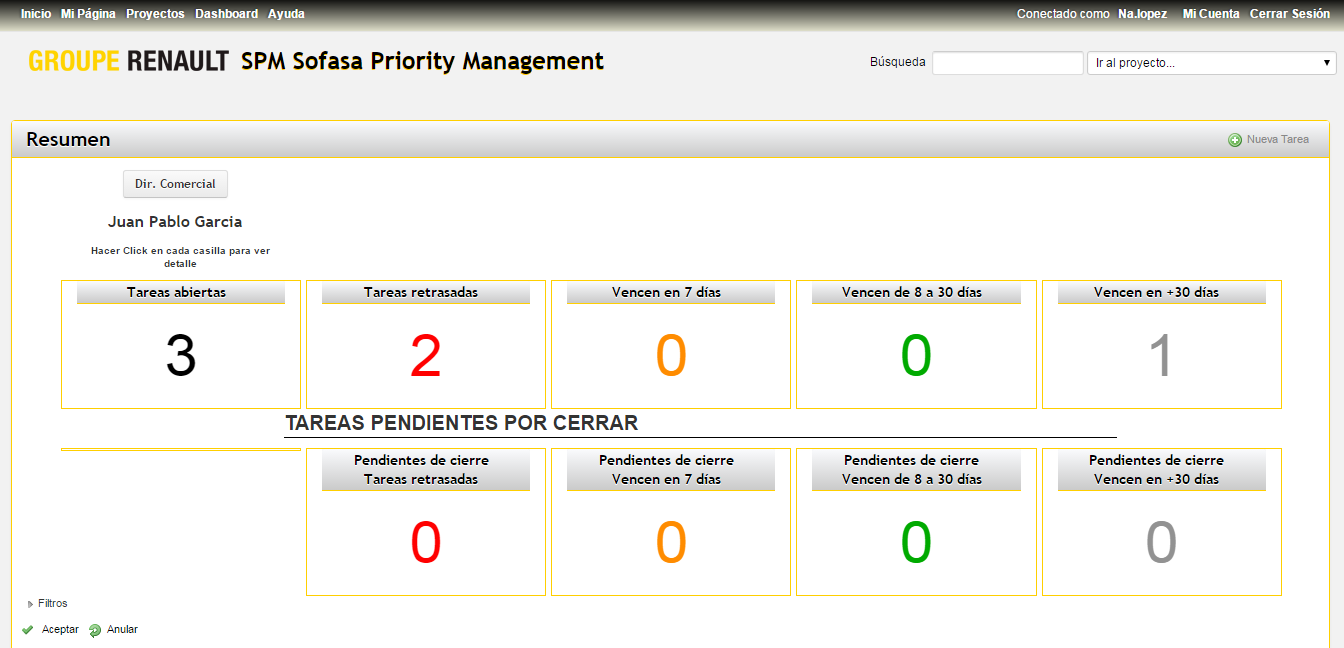 Inicio Mi Página Proyectos Dashboard Ayuda
Conectado como Na.lopez Mi Cuenta Cerrar Sesión
GROUPE RENAULT SPM Sofasa Priority Management
Búsqueda
Ir al proyecto...
Resumen
Nueva Tarea
Dir. Comercial
Juan Pablo Garcia
Hacer Click en cada casilla para ver
detalle
Tareas abiertas
3
Tareas retrasadas
2
Vencen en 7 días
0
Vencen de 8 a 30 días
0
Vencen en +30 días
1
TAREAS PENDIENTES POR CERRAR
Pendientes de cierre
Tareas retrasadas
0
Pendientes de cierre
Vencen en 7 días
0
Pendientes de cierre
Vencen de 8 a 30 días
0
Pendientes de cierre
Vencen en +30 días
0
Filtros
Aceptar Anular